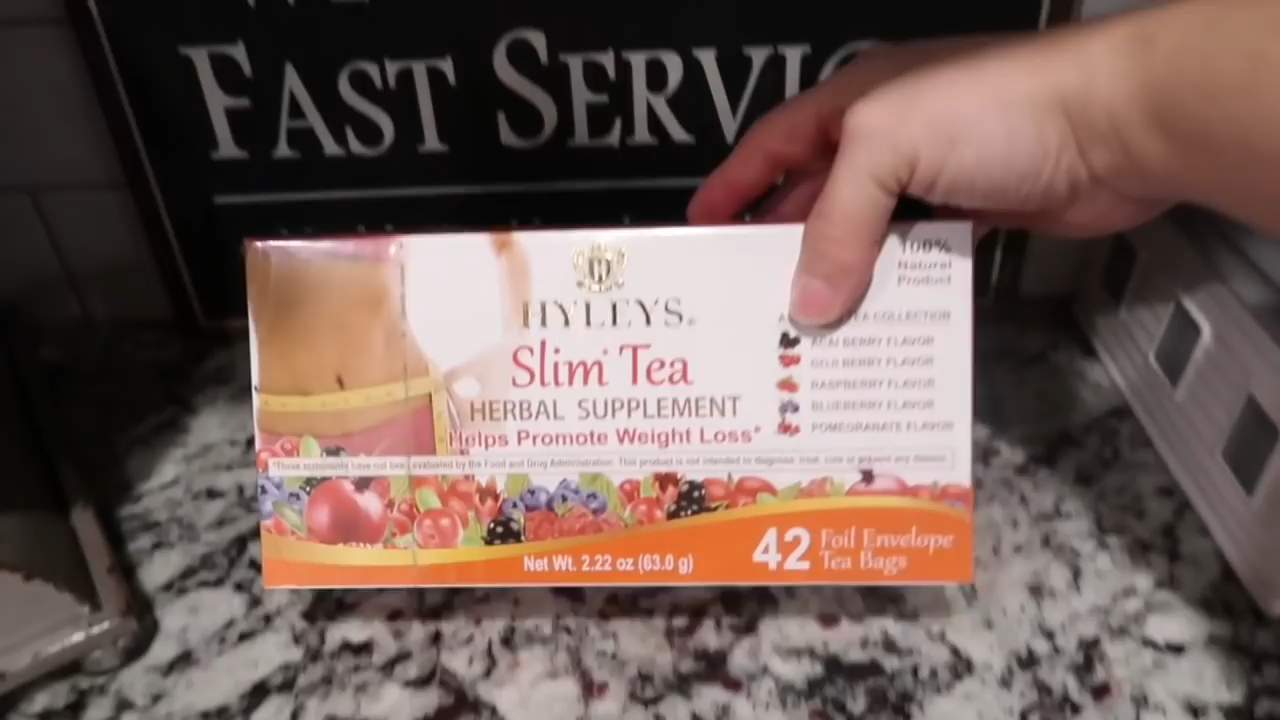 FAST SERVIC
100%
Natural
Product
H
HYLEYS
Slim Tea
HERBAL SUPPLEMENT
Helps Promote Weight Loss*
TEA COLLECTION
ACAI BERRY FLAVOR
GOJI BERRY FLAVOR
RASPBERRY FLAVOR
BLUEBERRY FLAVOR
POMEGRANATE FLAVOR
*These statements have not been evaluated by the Food and Drug Administration. This product is not intended to diagnose, treat, cure or prevent any disease.
Net Wt. 2.22 oz (63.0 g)
42 Foil Envelope
Tea Bags